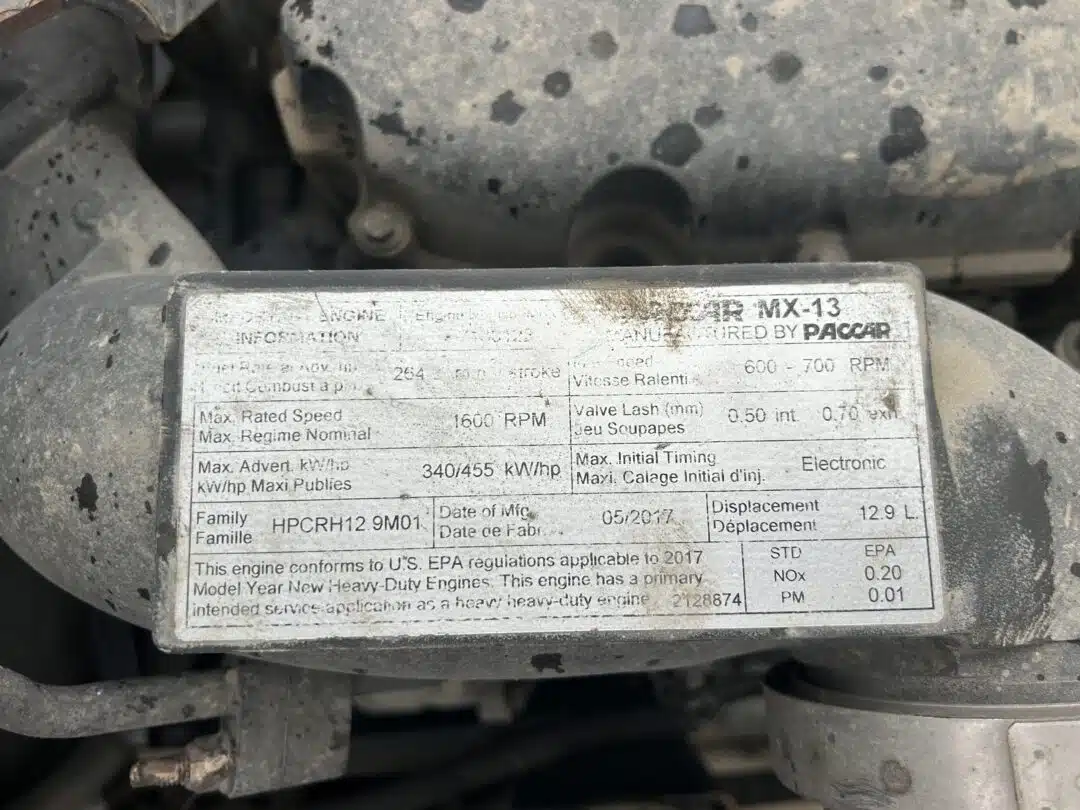 ENGINE
INFORMATION
PACCAR MX-13
MANUFACTURED BY PACCAR
264 stroke
600 - 700 RPM
Vitesse Ralenti
Max. Rated Speed
Max. Regime Nominal
1600 RPM
Valve Lash (mm)
Jeu Soupapes
0.50 int. 0.70 exh
Max. Advert. kW/hp
kW/hp Maxi Publies
340/455 kW/hp
Max. Initial Timing
Maxi. Calage Initial d'inj.
Electronic
Family
Famille
HPCRH12.9M01
Date of Mfg.
Date de Fabr.
05/2017
Displacement
Déplacement
12.9 L
This engine conforms to U.S. EPA regulations applicable to 2017
Model Year New Heavy-Duty Engines. This engine has a primary
intended service application as a heavy heavy-duty engine. 2128874
STD EPA
NOx 0.20
PM 0.01